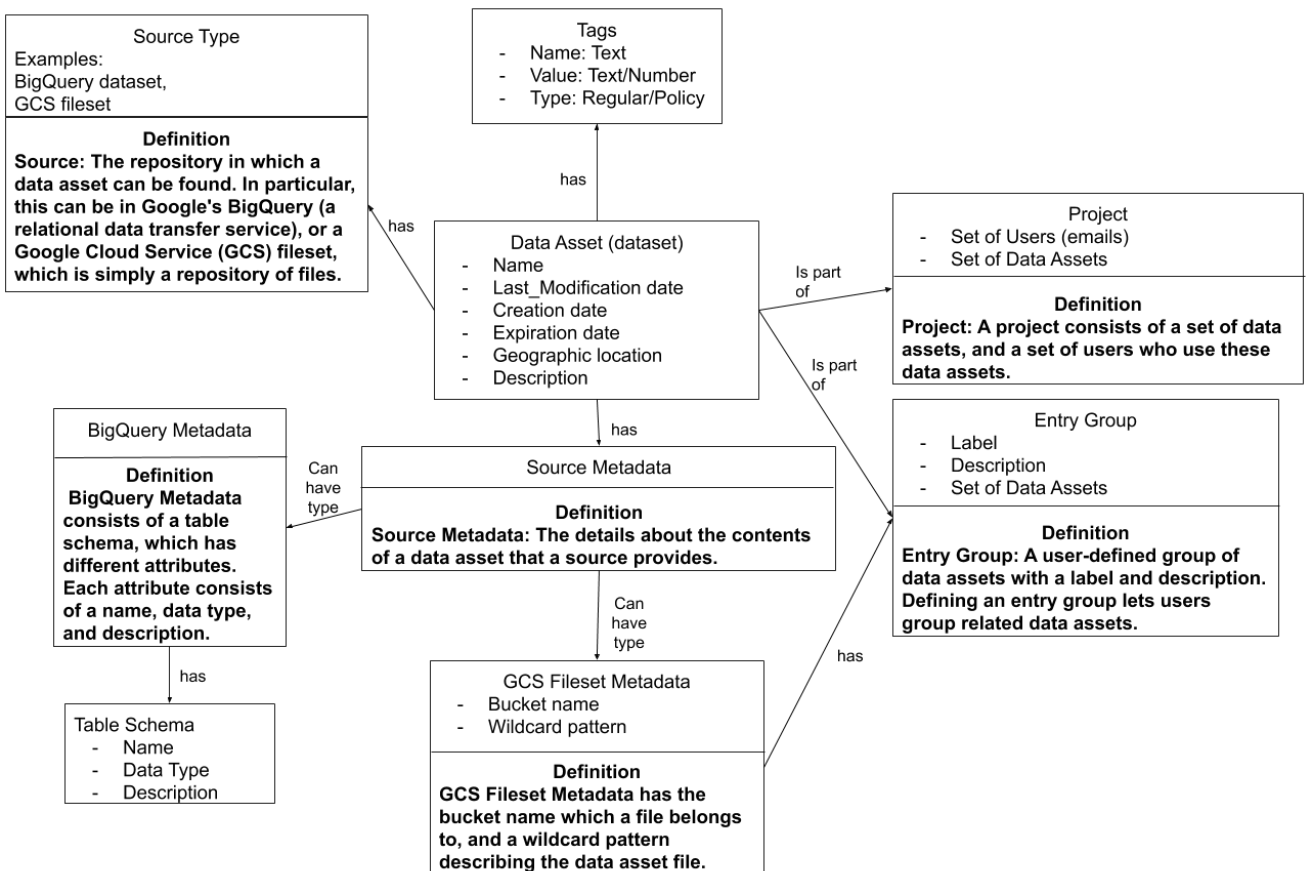 Source Type
Examples:
BigQuery dataset,
GCS fileset
Definition
Source: The repository in which a
data asset can be found. In particular,
this can be in Google's BigQuery (a
relational data transfer service), or a
Google Cloud Service (GCS) fileset,
which is simply a repository of files.
Tags
- Name: Text
- Value: Text/Number
- Type: Regular/Policy
has
has
Data Asset (dataset)
- Name
- Last_Modification date
- Creation date
- Expiration date
- Geographic location
- Description
Is part
of
Project
- Set of Users (emails)
- Set of Data Assets
Definition
Project: A project consists of a set of data
assets, and a set of users who use these
data assets.
Is part
of
Entry Group
- Label
- Description
- Set of Data Assets
Definition
Entry Group: A user-defined group of
data assets with a label and description.
Defining an entry group lets users
group related data assets.
has
Source Metadata
Definition
Source Metadata: The details about the contents
of a data asset that a source provides.
Can
have
type
BigQuery Metadata
Definition
BigQuery Metadata
consists of a table
schema, which has
different attributes.
Each attribute consists
of a name, data type,
and description.
has
Table Schema
- Name
- Data Type
- Description
Can
have
type
GCS Fileset Metadata
- Bucket name
- Wildcard pattern
Definition
GCS Fileset Metadata has the
bucket name which a file belongs
to, and a wildcard pattern
describing the data asset file.
has